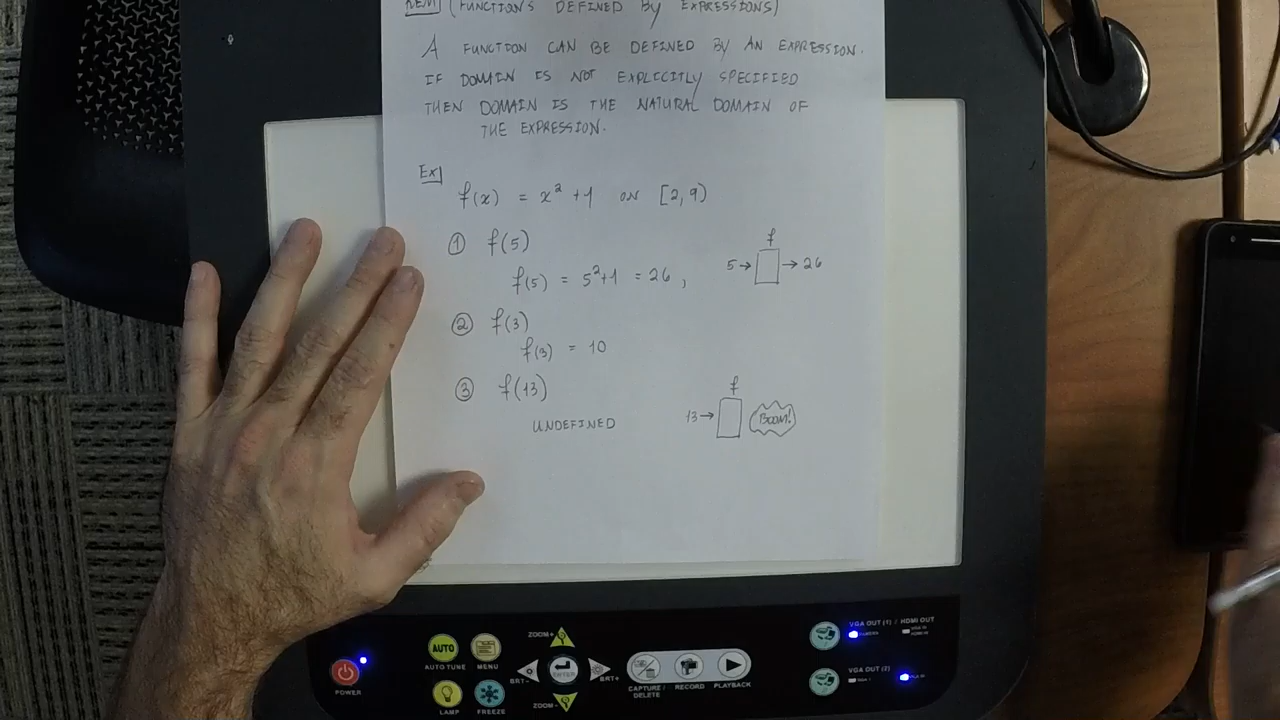 REM (FUNCTIONS DEFINED BY EXPRESSIONS)
A FUNCTION CAN BE DEFINED BY AN EXPRESSION.
IF DOMAIN IS NOT EXPLICITLY SPECIFIED
THEN DOMAIN IS THE NATURAL DOMAIN OF
THE EXPRESSION.
Ex
f(x) = x² + 1 ON [2, 9)
① f(5)
f(5) = 5²+1 = 26 ,
f
5 → → 26
② f(3)
f(3) = 10
③ f(13)
UNDEFINED
f
13 → BOOM!
POWER
AUTO
AUTO TUNE
MENU
LAMP
FREEZE
ZOOM+
BRT-
ENTER
BRT+
ZOOM-
CAPTURE / DELETE
RECORD
PLAYBACK
VGA OUT (1) / HDMI OUT
VGA OUT (2)